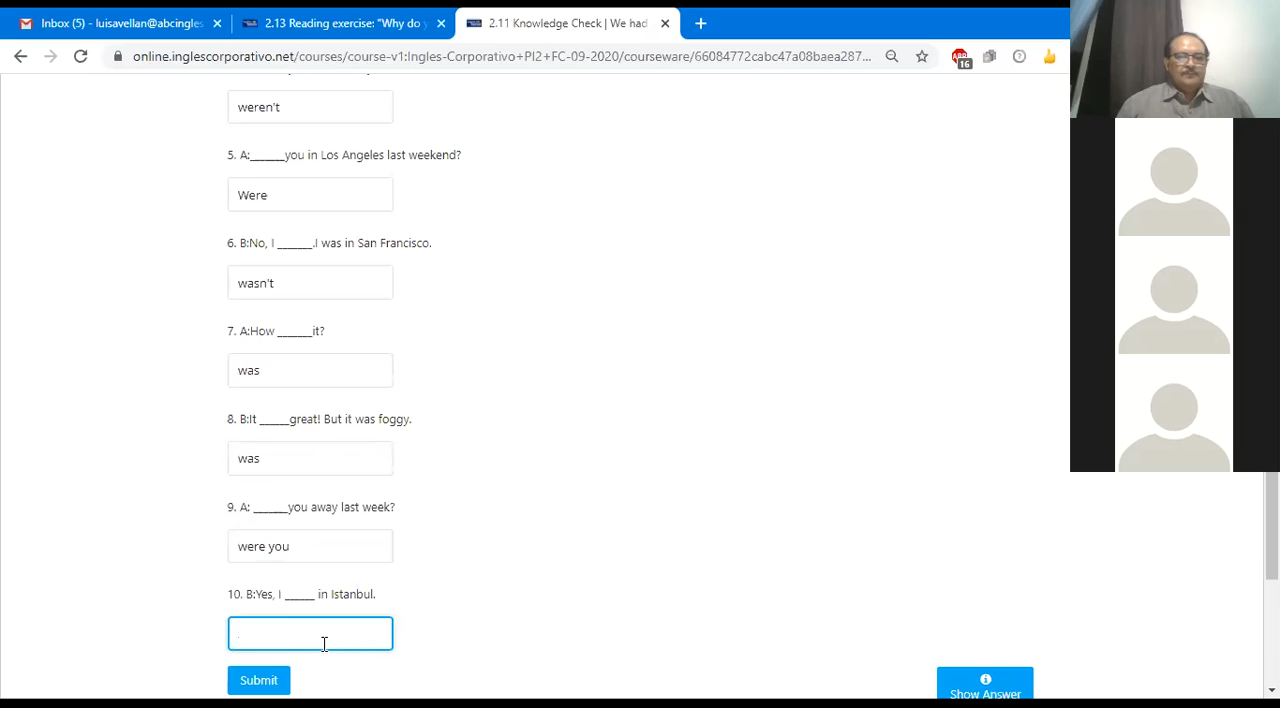 Inbox (5) - luisavellan@abcingles
2.13 Reading exercise: "Why do y
2.11 Knowledge Check | We had
online.inglescorporativo.net/courses/course-v1:Ingles-Corporativo+PI2+FC-09-2020/courseware/66084772cabc47a08baea287...
16
weren't
5. A:______you in Los Angeles last weekend?
Were
6. B:No, I ______.I was in San Francisco.
wasn't
7. A:How ______it?
was
8. B:It _____great! But it was foggy.
was
9. A: ______you away last week?
were you
10. B:Yes, I _____ in Istanbul.
Submit
Show Answer